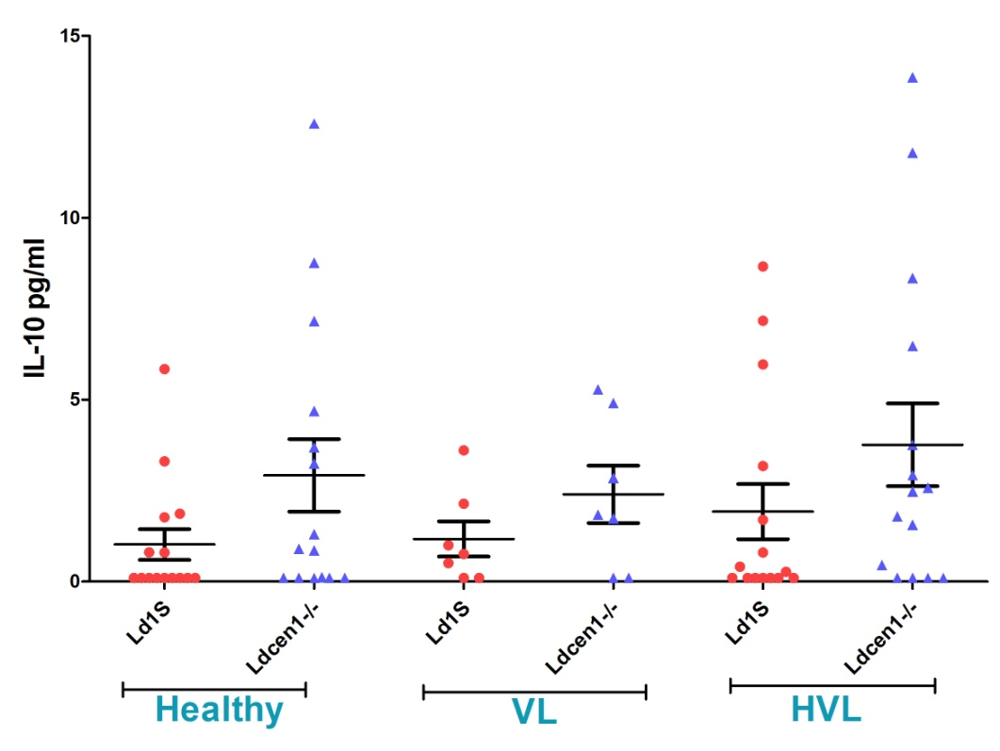 15
10
5
0
IL-10 pg/ml
Ld1S
Ldcen1-/-
Ld1S
Ldcen1-/-
Ld1S
Ldcen1-/-
Healthy
VL
HVL